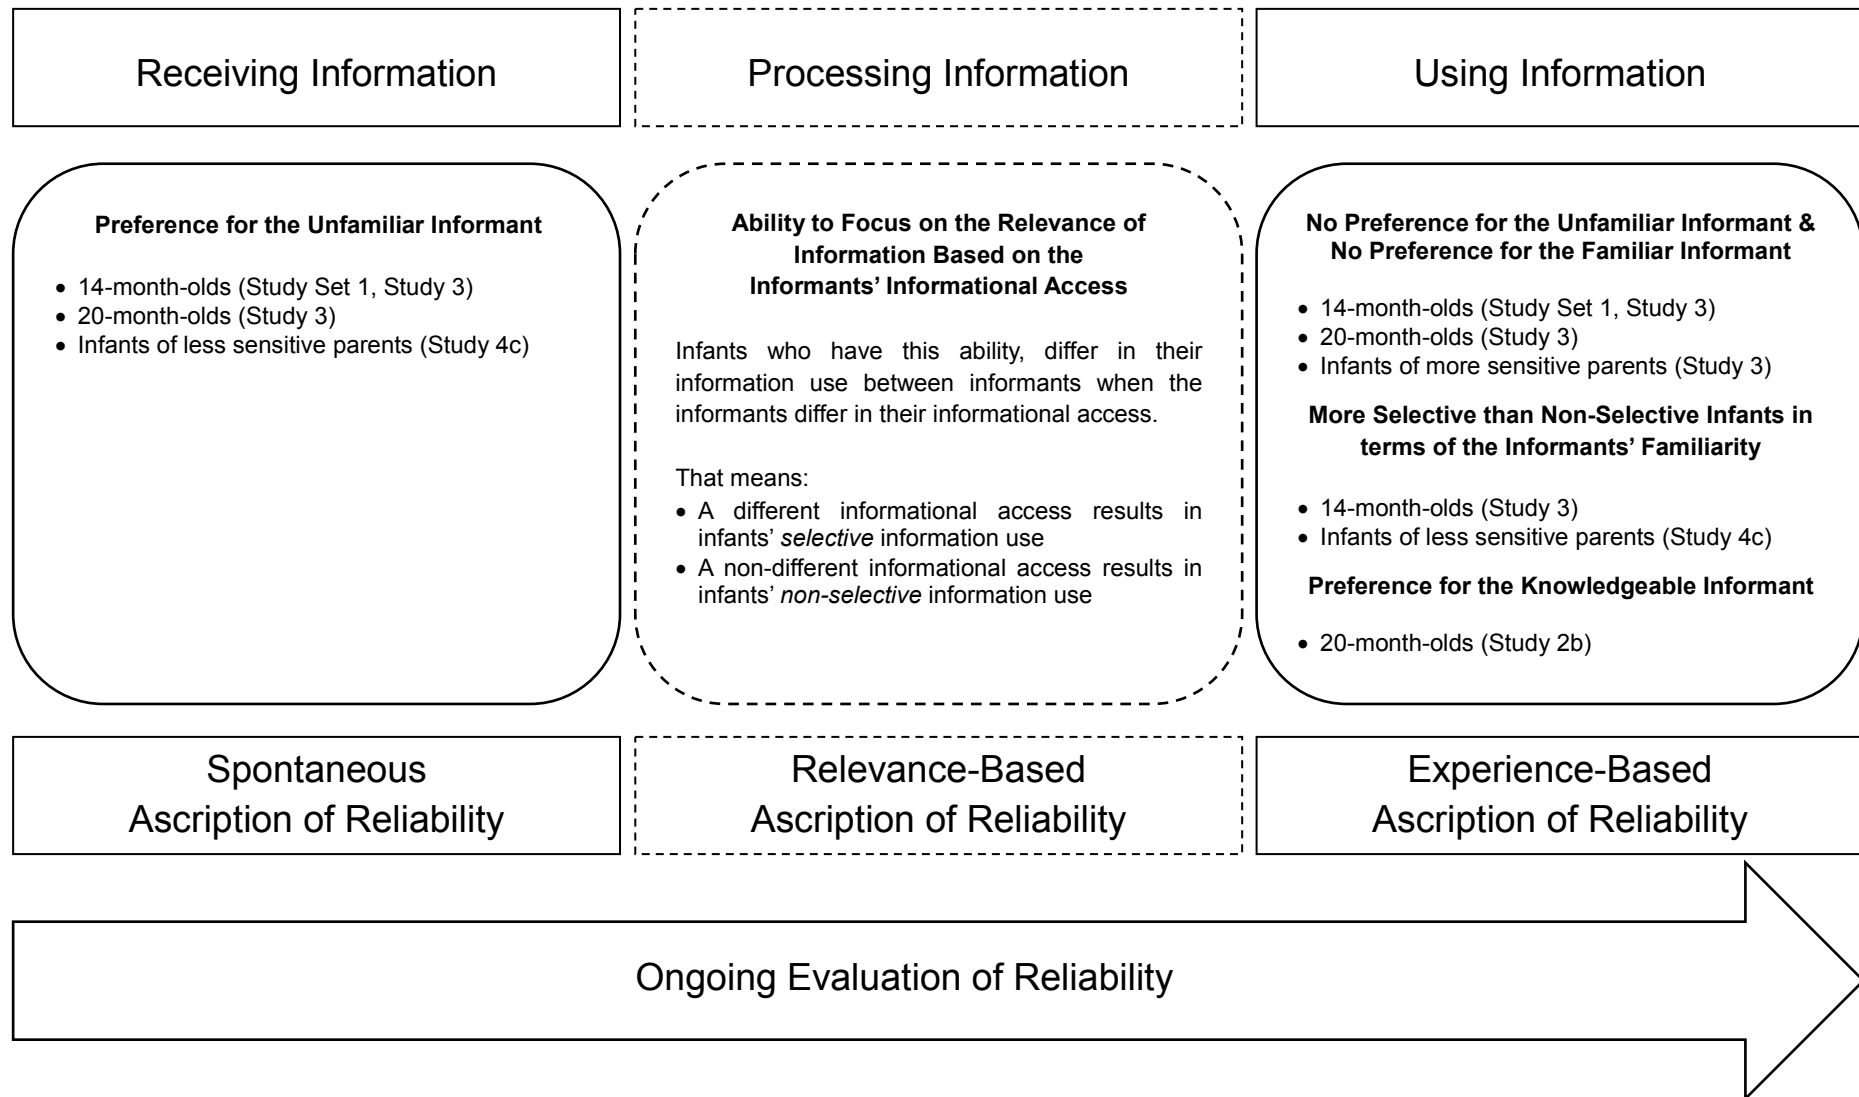 Receiving Information
Processing Information
Using Information
Preference for the Unfamiliar Informant
• 14-month-olds (Study Set 1, Study 3)
• 20-month-olds (Study 3)
• Infants of less sensitive parents (Study 4c)
Ability to Focus on the Relevance of
Information Based on the
Informants’ Informational Access
Infants who have this ability, differ in their
information use between informants when the
informants differ in their informational access.
That means:
• A different informational access results in
infants’ selective information use
• A non-different informational access results in
infants’ non-selective information use
No Preference for the Unfamiliar Informant &
No Preference for the Familiar Informant
• 14-month-olds (Study Set 1, Study 3)
• 20-month-olds (Study 3)
• Infants of more sensitive parents (Study 3)
More Selective than Non-Selective Infants in
terms of the Informants’ Familiarity
• 14-month-olds (Study 3)
• Infants of less sensitive parents (Study 4c)
Preference for the Knowledgeable Informant
• 20-month-olds (Study 2b)
Spontaneous
Ascription of Reliability
Relevance-Based
Ascription of Reliability
Experience-Based
Ascription of Reliability
Ongoing Evaluation of Reliability